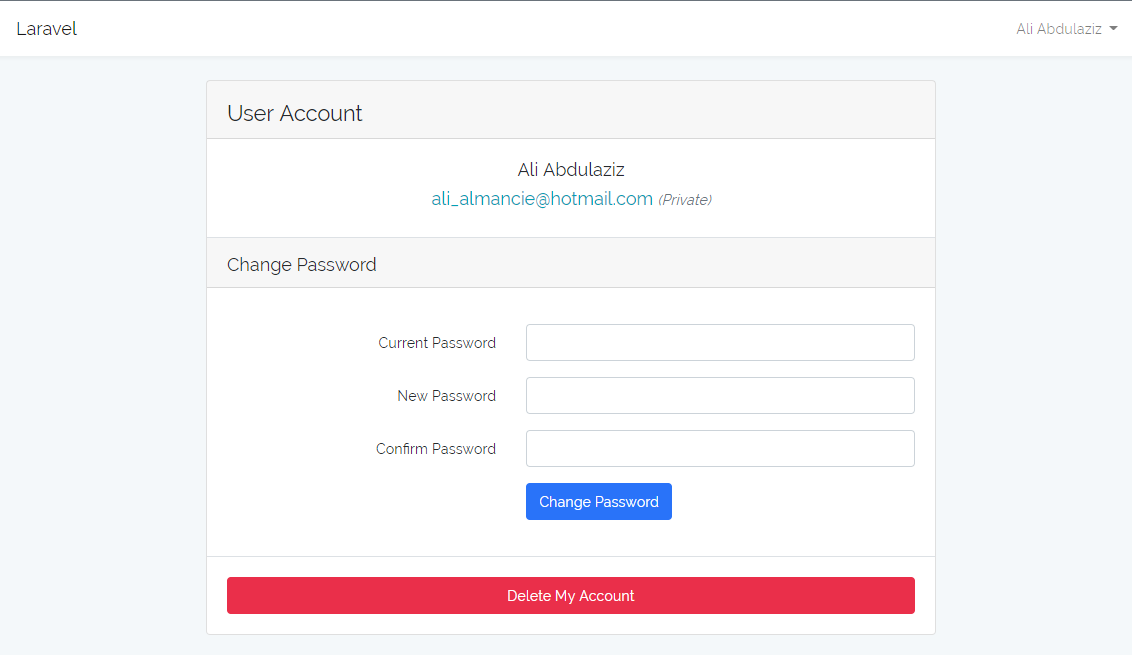 Laravel
Ali Abdulaziz
User Account
Ali Abdulaziz
ali_almancie@hotmail.com (Private)
Change Password
Current Password
New Password
Confirm Password
Change Password
Delete My Account